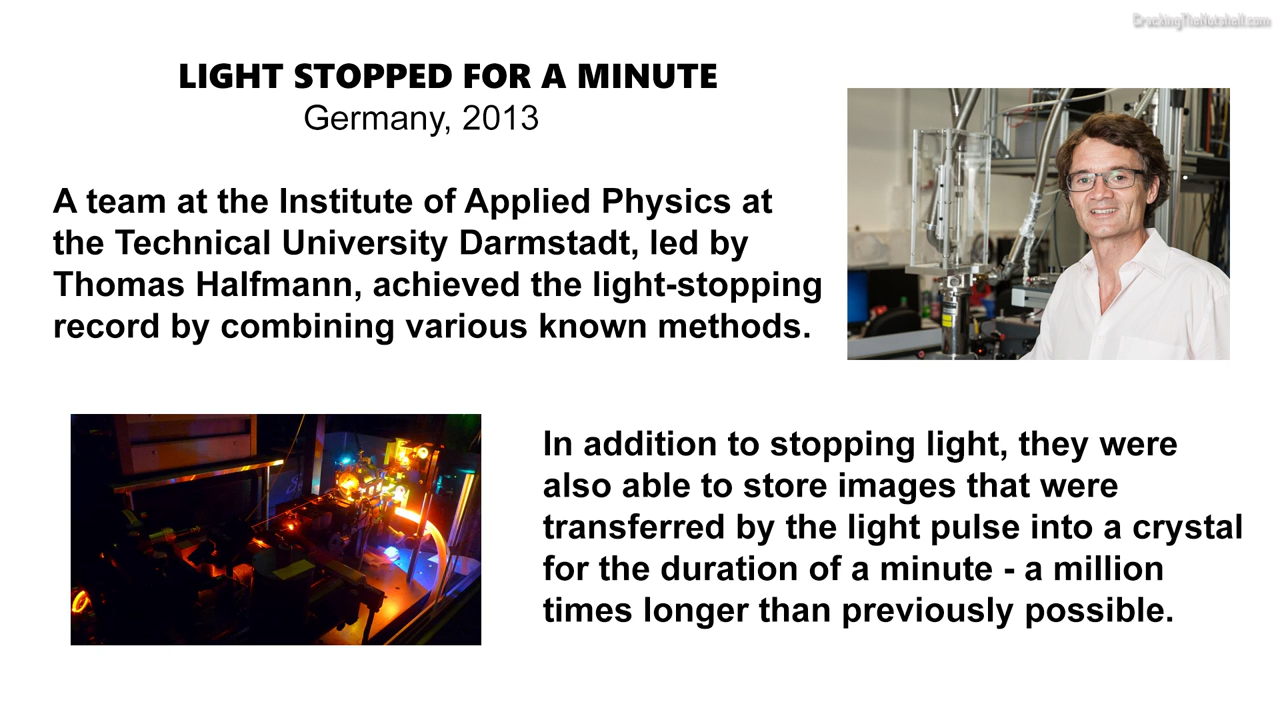 CrackingTheNutshell.com
LIGHT STOPPED FOR A MINUTE
Germany, 2013
A team at the Institute of Applied Physics at
the Technical University Darmstadt, led by
Thomas Halfmann, achieved the light-stopping
record by combining various known methods.
In addition to stopping light, they were
also able to store images that were
transferred by the light pulse into a crystal
for the duration of a minute - a million
times longer than previously possible.